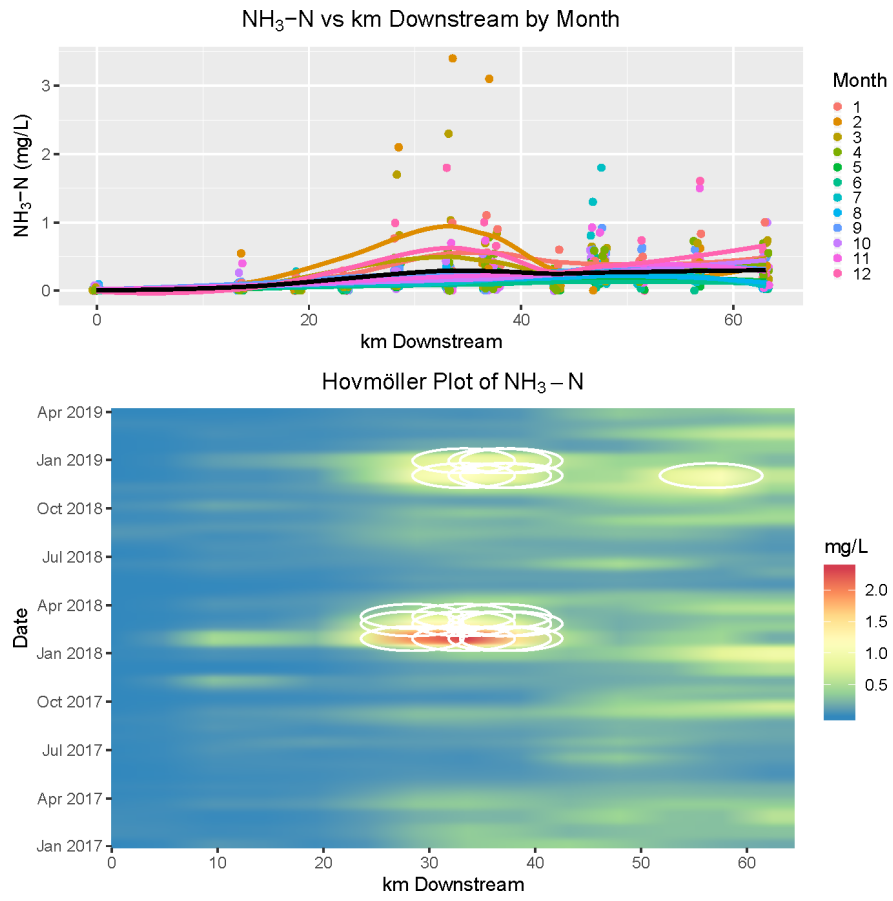 NH₃−N vs km Downstream by Month
NH₃−N (mg/L)
3
2
1
0
0 20 40 60
km Downstream
Month
1
2
3
4
5
6
7
8
9
10
11
12
Hovmöller Plot of NH₃ − N
Date
Apr 2019
Jan 2019
Oct 2018
Jul 2018
Apr 2018
Jan 2018
Oct 2017
Jul 2017
Apr 2017
Jan 2017
0 10 20 30 40 50 60
km Downstream
mg/L
2.0
1.5
1.0
0.5